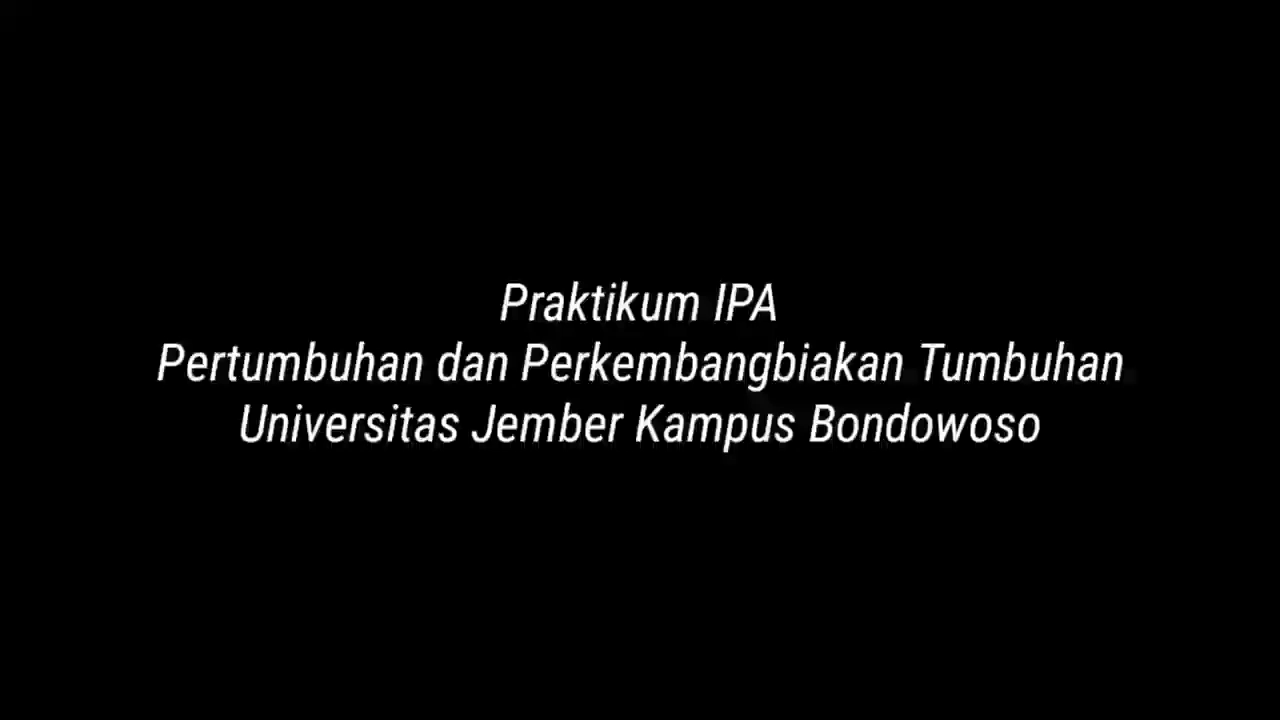 Praktikum IPA
Pertumbuhan dan Perkembangbiakan Tumbuhan
Universitas Jember Kampus Bondowoso